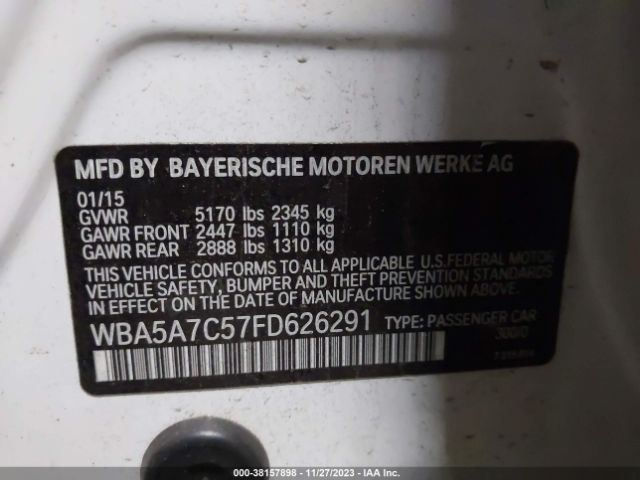 MFD BY BAYERISCHE MOTOREN WERKE AG
01/15
GVWR 5170 lbs 2345 kg
GAWR FRONT 2447 lbs 1110 kg
GAWR REAR 2888 lbs 1310 kg
THIS VEHICLE CONFORMS TO ALL APPLICABLE U.S.FEDERAL MOTOR
VEHICLE SAFETY, BUMPER AND THEFT PREVENTION STANDARDS
IN EFFECT ON THE DATE OF MANUFACTURE SHOWN ABOVE.
WBA5A7C57FD626291 TYPE: PASSENGER CAR
300/0
000-38157898 - 11/27/2023 - IAA Inc.